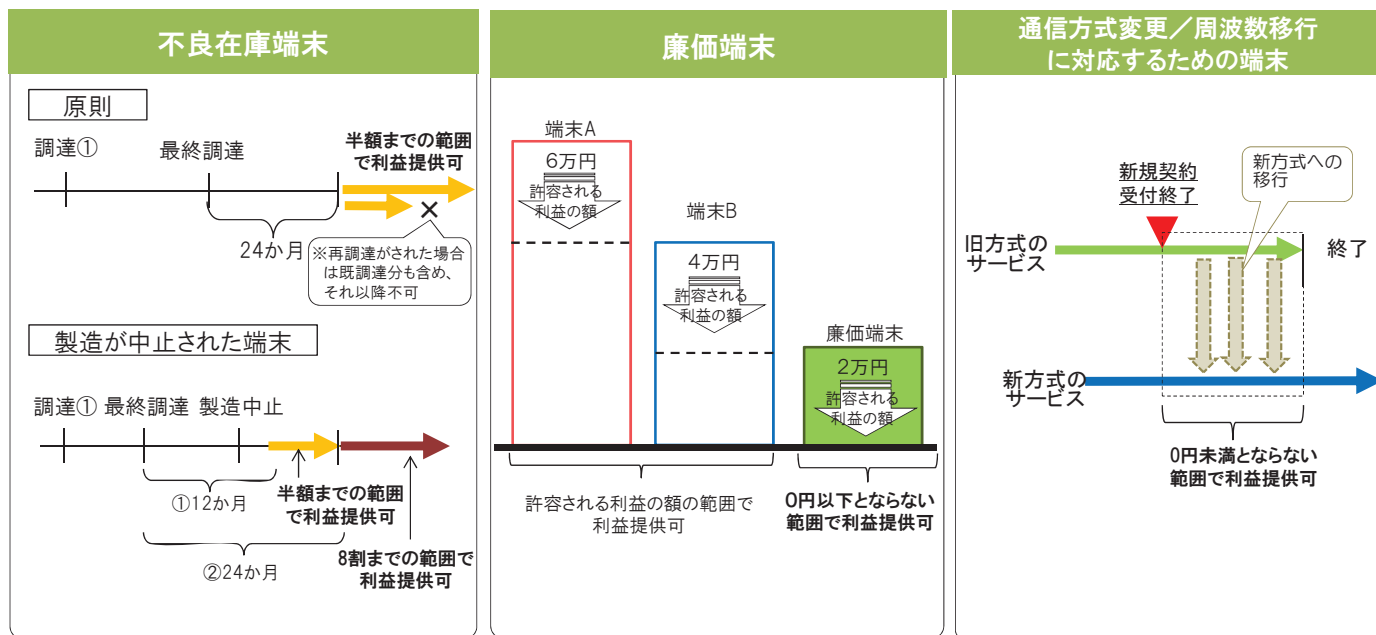 不良在庫端末
原則
調達①
最終調達
半額までの範囲
で利益提供可
24か月
※再調達がされた場合
は既調達分も含め、
それ以降不可
製造が中止された端末
調達① 最終調達 製造中止
①12か月
半額までの範囲
で利益提供可
②24か月
8割までの範囲で
利益提供可
廉価端末
端末A
6万円
許容される
利益の額
端末B
4万円
許容される
利益の額
廉価端末
2万円
許容される
利益の額
許容される利益の額の範囲で
利益提供可
0円以下とならない
範囲で利益提供可
通信方式変更／周波数移行
に対応するための端末
新規契約
受付終了
新方式への
移行
旧方式の
サービス
終了
新方式の
サービス
0円未満とならない
範囲で利益提供可